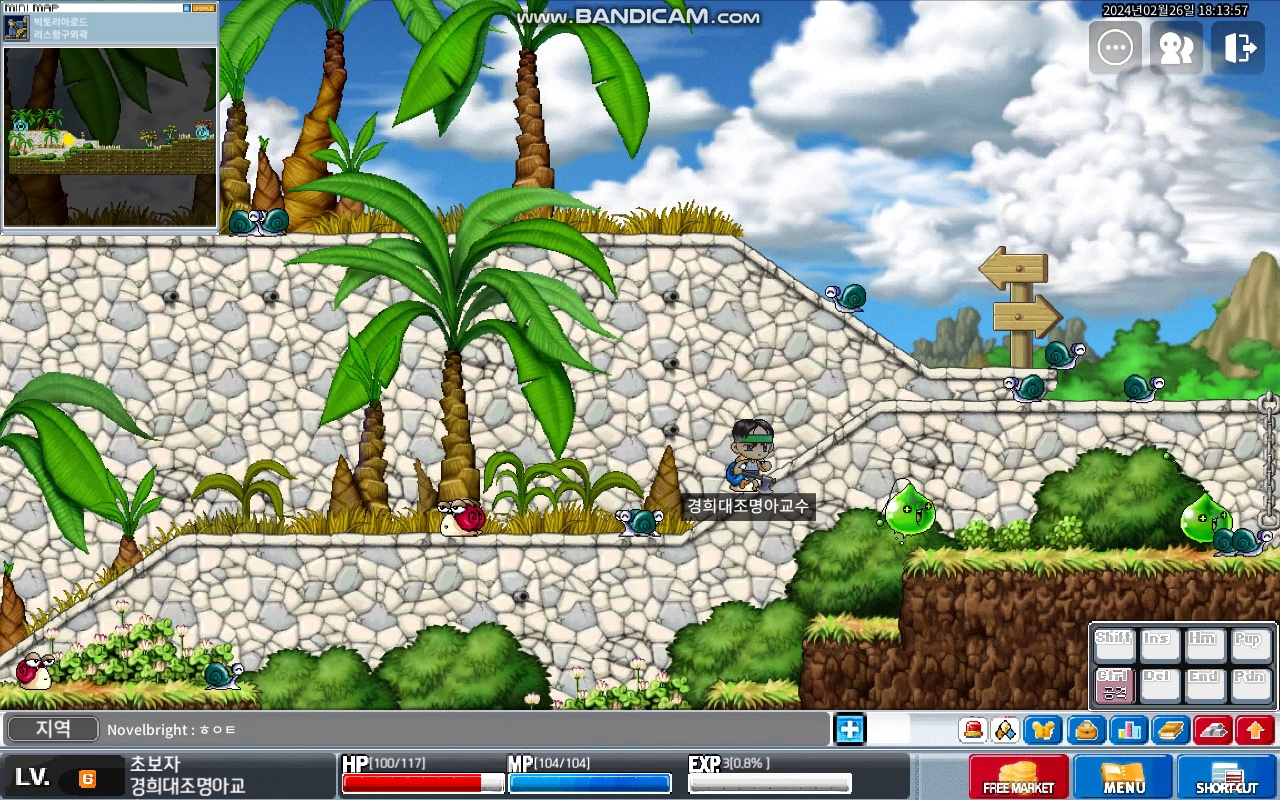 MINI MAP
www.BANDICAM.com
2024년02월26일 18:13:57
빅토리아로드
리스항구외곽
경희대조명아교수
Shift Ins Hm Pup
Ctrl Del End Pdn
공격
지역
Novelbright : ㅎㅇㅌ
LV. 6
초보자
경희대조명아교
HP[100/117] MP[104/104] EXP. 3[0.8%]
FREE MARKET MENU SHORTCUT